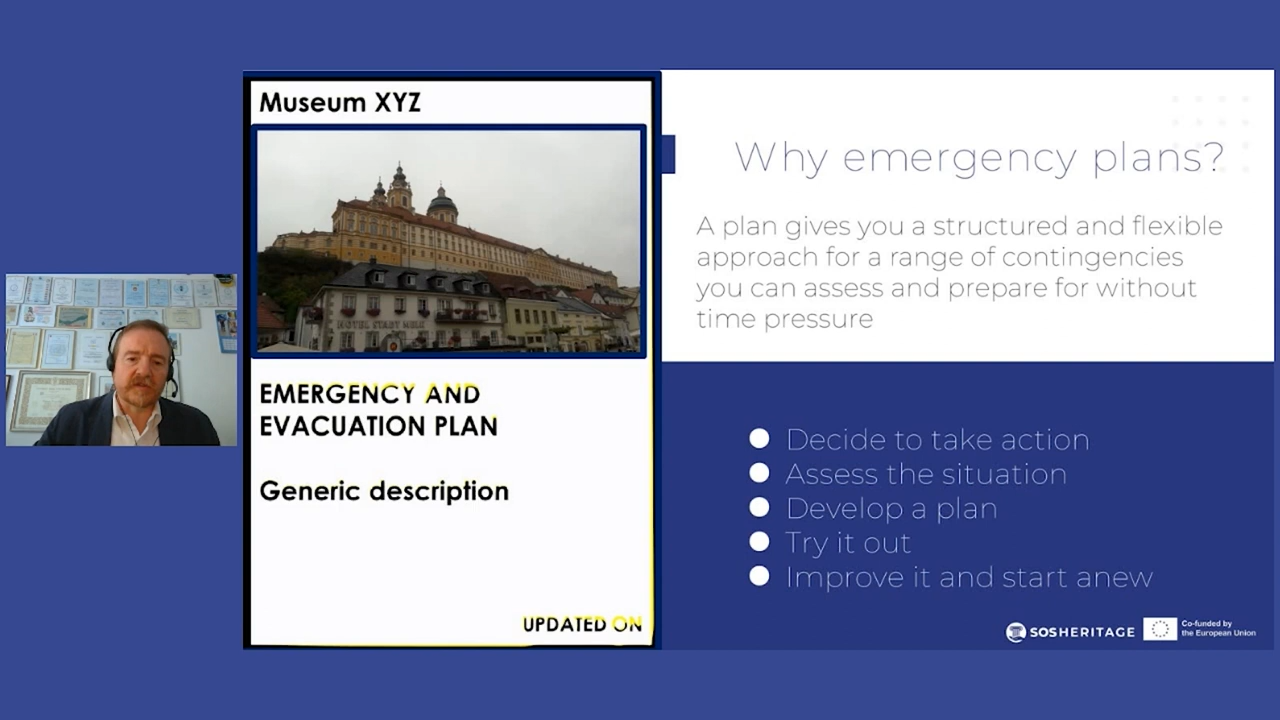 Museum XYZ
HOTEL STADT MELK
EMERGENCY AND
EVACUATION PLAN
Generic description
UPDATED ON
Why emergency plans?
A plan gives you a structured and flexible
approach for a range of contingencies
you can assess and prepare for without
time pressure
Decide to take action
Assess the situation
Develop a plan
Try it out
Improve it and start anew
SOSHERITAGE
Co-funded by
the European Union